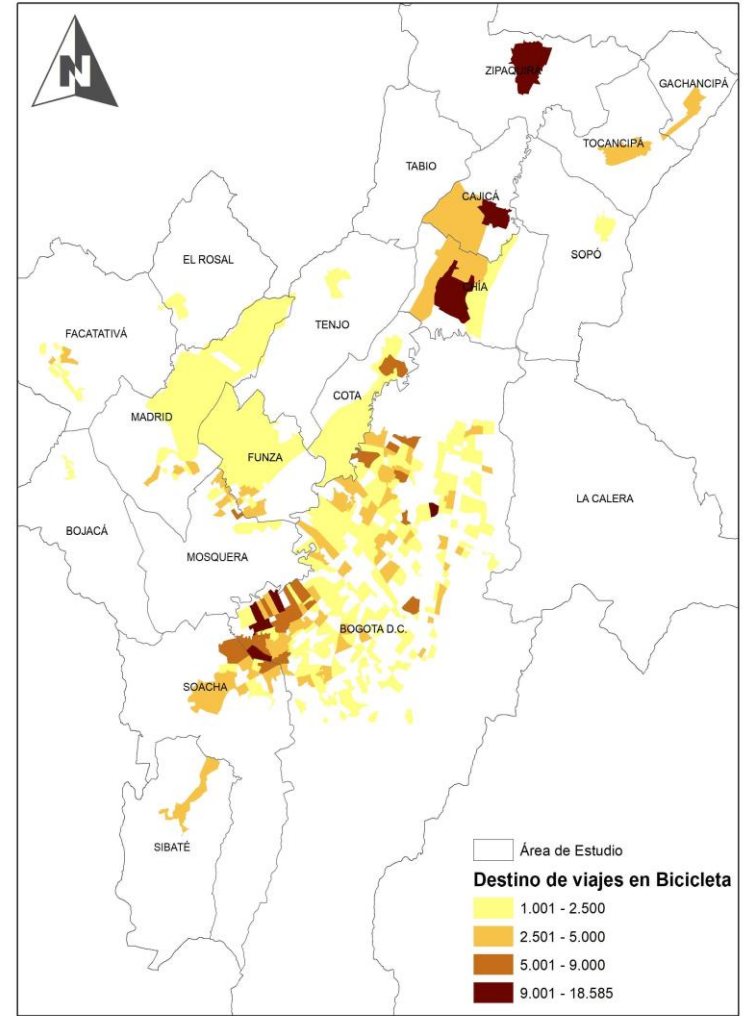 N
ZIPAQUIRA
GACHANCIPÁ
TOCANCIPÁ
TABIO
CAJICÁ
SOPÓ
EL ROSAL
CHÍA
TENJO
FACATATIVÁ
COTA
MADRID
FUNZA
LA CALERA
BOJACÁ
MOSQUERA
BOGOTA D.C.
SOACHA
SIBATÉ
Área de Estudio
Destino de viajes en Bicicleta
1.001 - 2.500
2.501 - 5.000
5.001 - 9.000
9.001 - 18.585